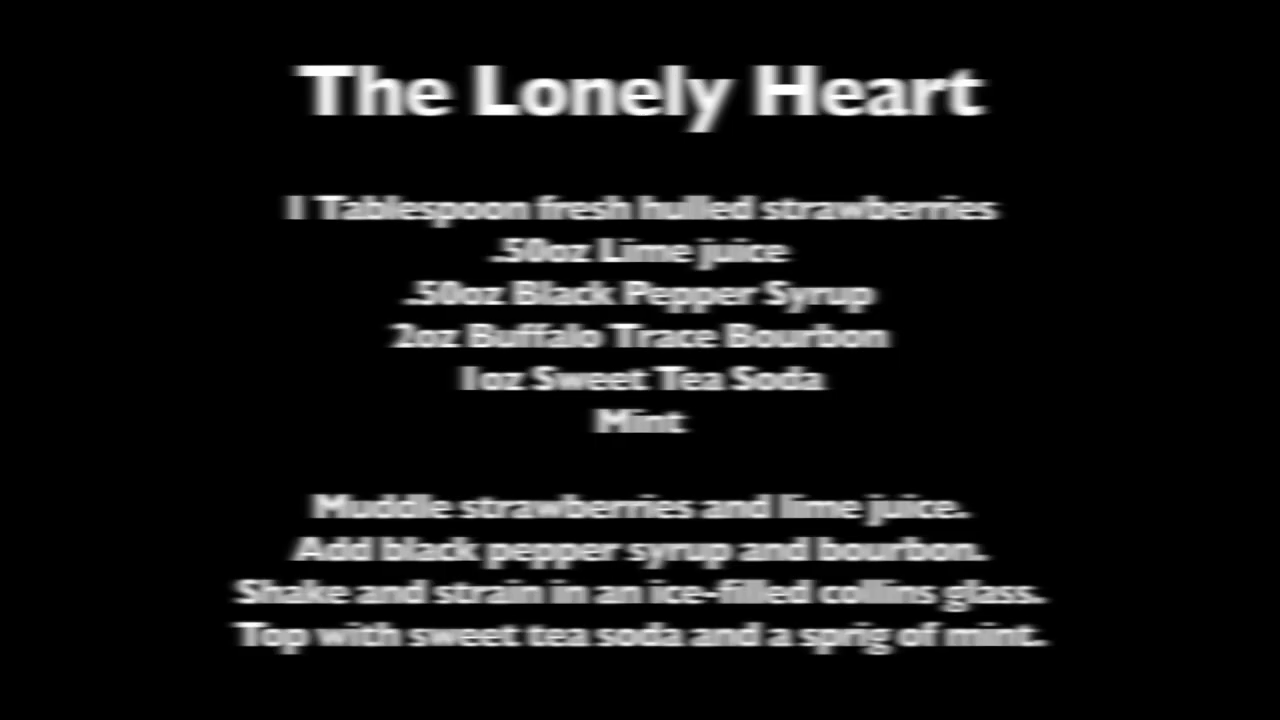 The Lonely Heart
1 Tablespoon fresh hulled strawberries
.50oz Lime juice
.50oz Black Pepper Syrup
2oz Buffalo Trace Bourbon
1oz Sweet Tea Soda
Mint
Muddle strawberries and lime juice.
Add black pepper syrup and bourbon.
Shake and strain in an ice-filled collins glass.
Top with sweet tea soda and a sprig of mint.